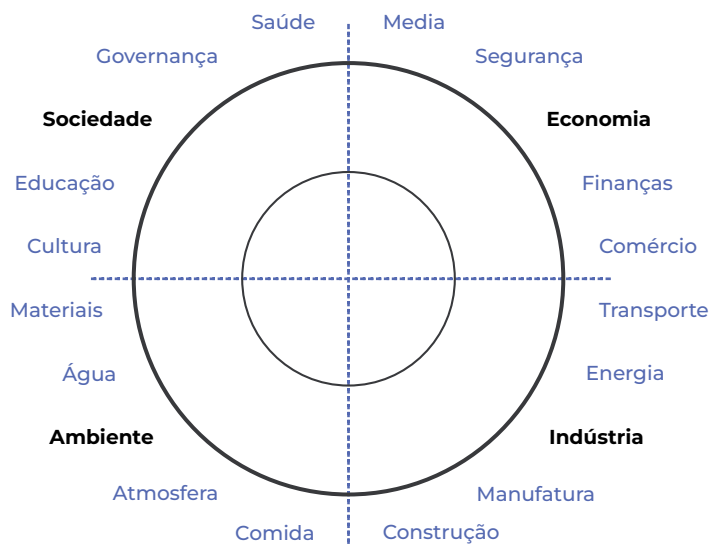 Saúde
Media
Governança
Segurança
Sociedade
Economia
Educação
Finanças
Cultura
Comércio
Materiais
Transporte
Água
Energia
Ambiente
Indústria
Atmosfera
Manufatura
Comida
Construção